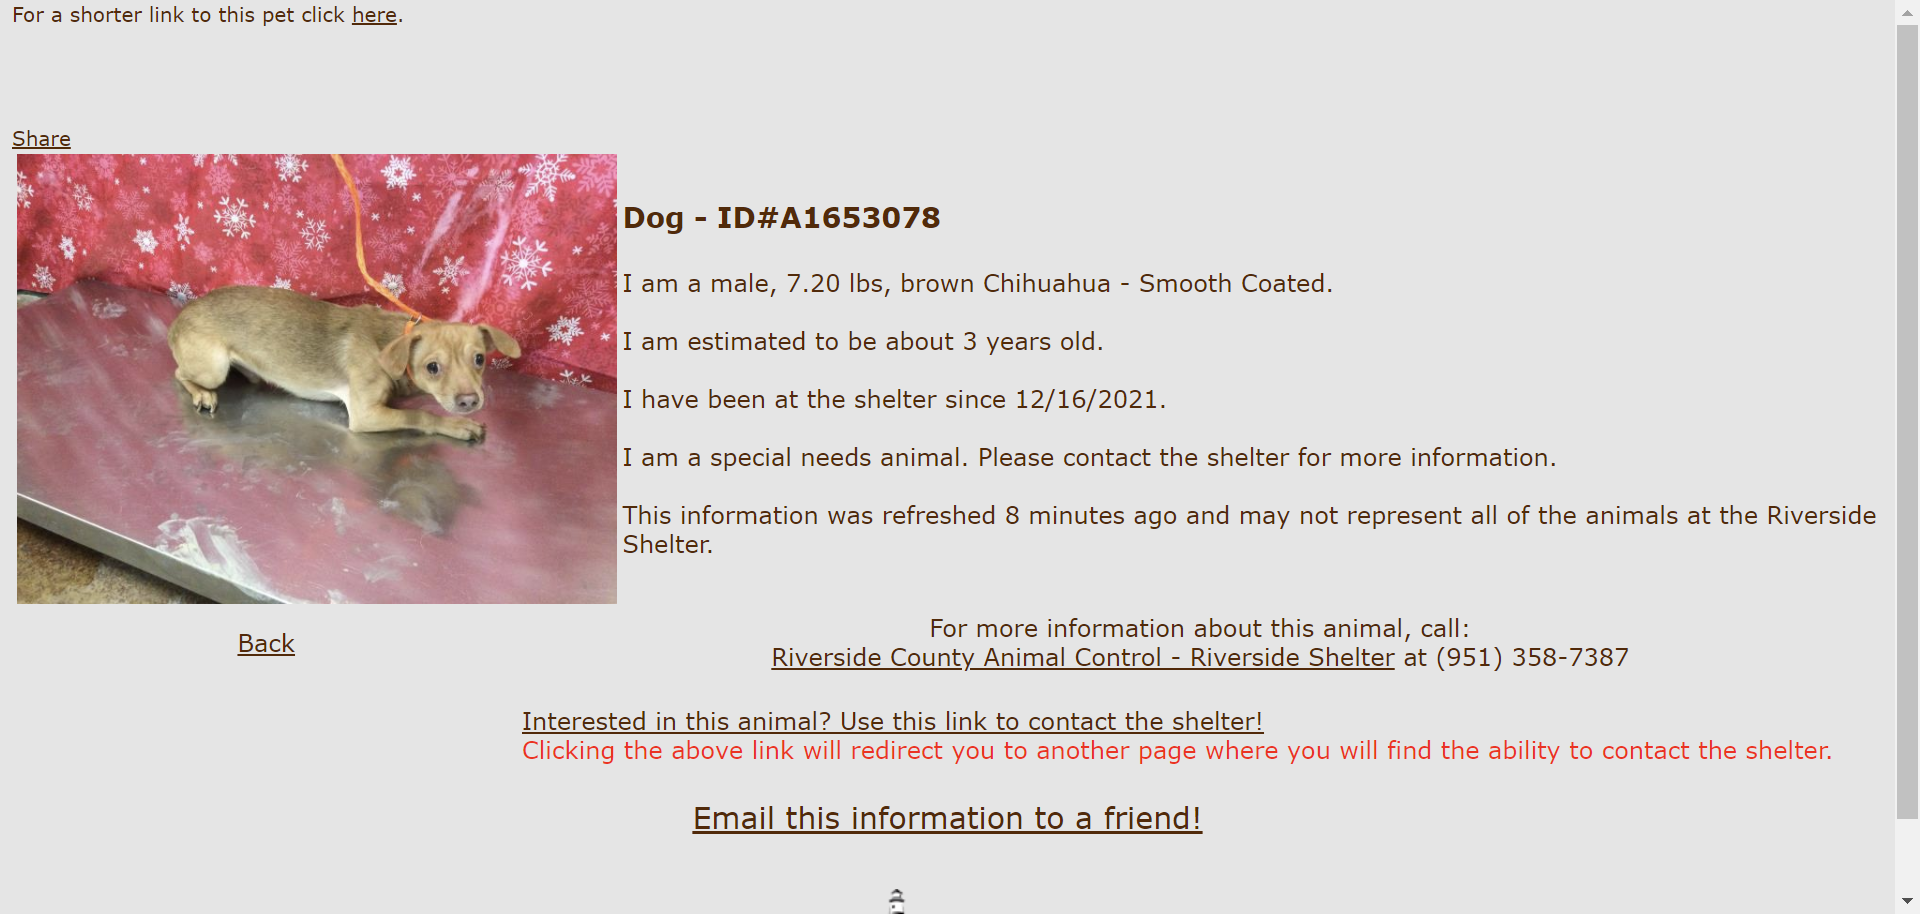 For a shorter link to this pet click here.
Share
Dog - ID#A1653078
I am a male, 7.20 lbs, brown Chihuahua - Smooth Coated.
I am estimated to be about 3 years old.
I have been at the shelter since 12/16/2021.
I am a special needs animal. Please contact the shelter for more information.
This information was refreshed 8 minutes ago and may not represent all of the animals at the Riverside
Shelter.
Back
For more information about this animal, call:
Riverside County Animal Control - Riverside Shelter at (951) 358-7387
Interested in this animal? Use this link to contact the shelter!
Clicking the above link will redirect you to another page where you will find the ability to contact the shelter.
Email this information to a friend!